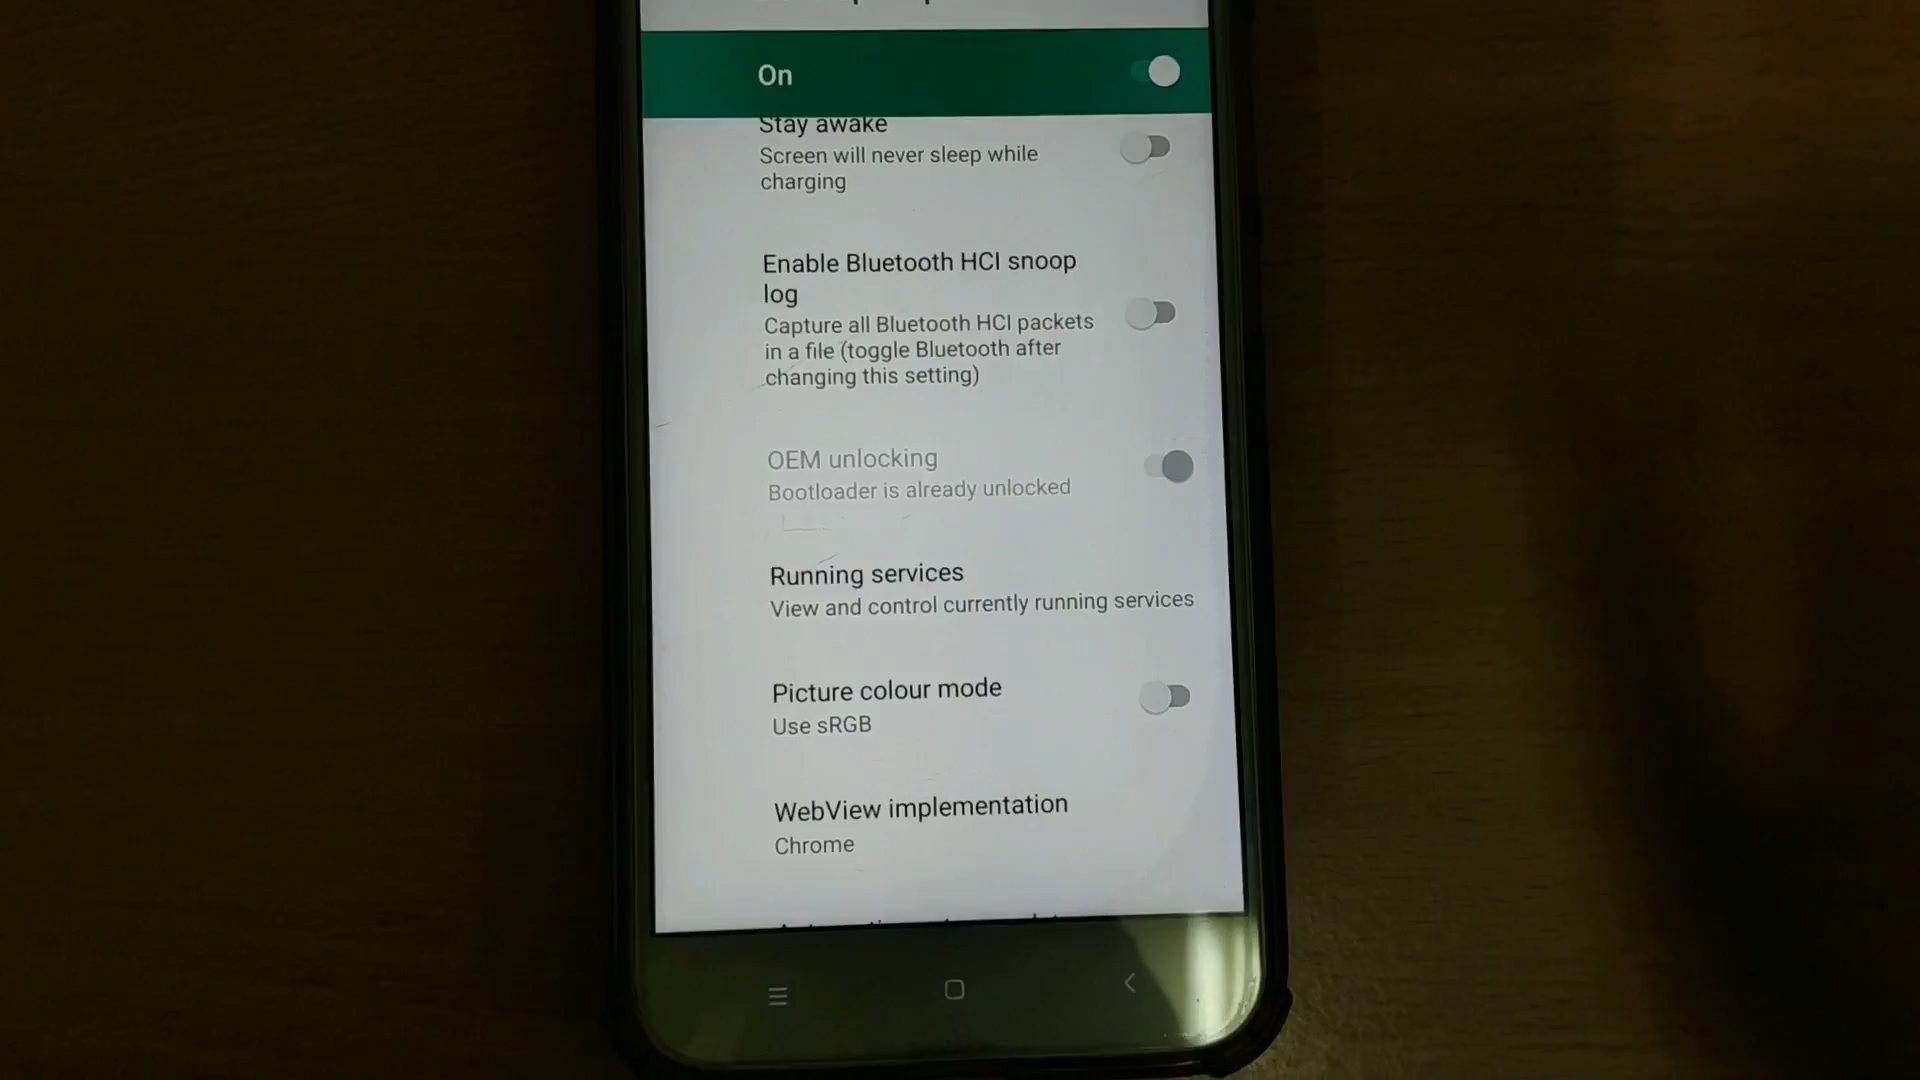 On
Stay awake
Screen will never sleep while
charging
Enable Bluetooth HCI snoop
log
Capture all Bluetooth HCI packets
in a file (toggle Bluetooth after
changing this setting)
OEM unlocking
Bootloader is already unlocked
Running services
View and control currently running services
Picture colour mode
Use sRGB
WebView implementation
Chrome